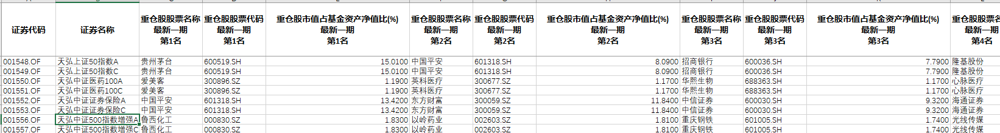 证券代码 证券名称 重仓股股票名称 最新一期 第1名 重仓股股票代码 最新一期 第1名 重仓股市值占基金资产净值比(%) 最新一期 第1名 重仓股股票名称 最新一期 第2名 重仓股股票代码 最新一期 第2名 重仓股市值占基金资产净值比(%) 最新一期 第2名 重仓股股票名称 最新一期 第3名 重仓股股票代码 最新一期 第3名 重仓股市值占基金资产净值比(%) 最新一期 第3名 重仓股股票名 最新一期 第4名
001548.OF 天弘上证50指数A 贵州茅台 600519.SH 15.0100 中国平安 601318.SH 8.0900 招商银行 600036.SH 7.7900 隆基股份
001549.OF 天弘上证50指数C 贵州茅台 600519.SH 15.0100 中国平安 601318.SH 8.0900 招商银行 600036.SH 7.7900 隆基股份
001550.OF 天弘中证医药100A 爱美客 300896.SZ 1.1900 英科医疗 300677.SZ 1.1700 华熙生物 688363.SH 1.1700 心脉医疗
001551.OF 天弘中证医药100C 爱美客 300896.SZ 1.1900 英科医疗 300677.SZ 1.1700 华熙生物 688363.SH 1.1700 心脉医疗
001552.OF 天弘中证证券保险A 中国平安 601318.SH 13.4200 东方财富 300059.SZ 11.8400 中信证券 600030.SH 9.3200 海通证券
001553.OF 天弘中证证券保险C 中国平安 601318.SH 13.4200 东方财富 300059.SZ 11.8400 中信证券 600030.SH 9.3200 海通证券
001556.OF 天弘中证500指数增强A 鲁西化工 000830.SZ 1.8300 以岭药业 002603.SZ 1.8100 重庆钢铁 601005.SH 1.7400 光线传媒
001557.OF 天弘中证500指数增强C 鲁西化工 000830.SZ 1.8300 以岭药业 002603.SZ 1.8100 重庆钢铁 601005.SH 1.7400 光线传媒